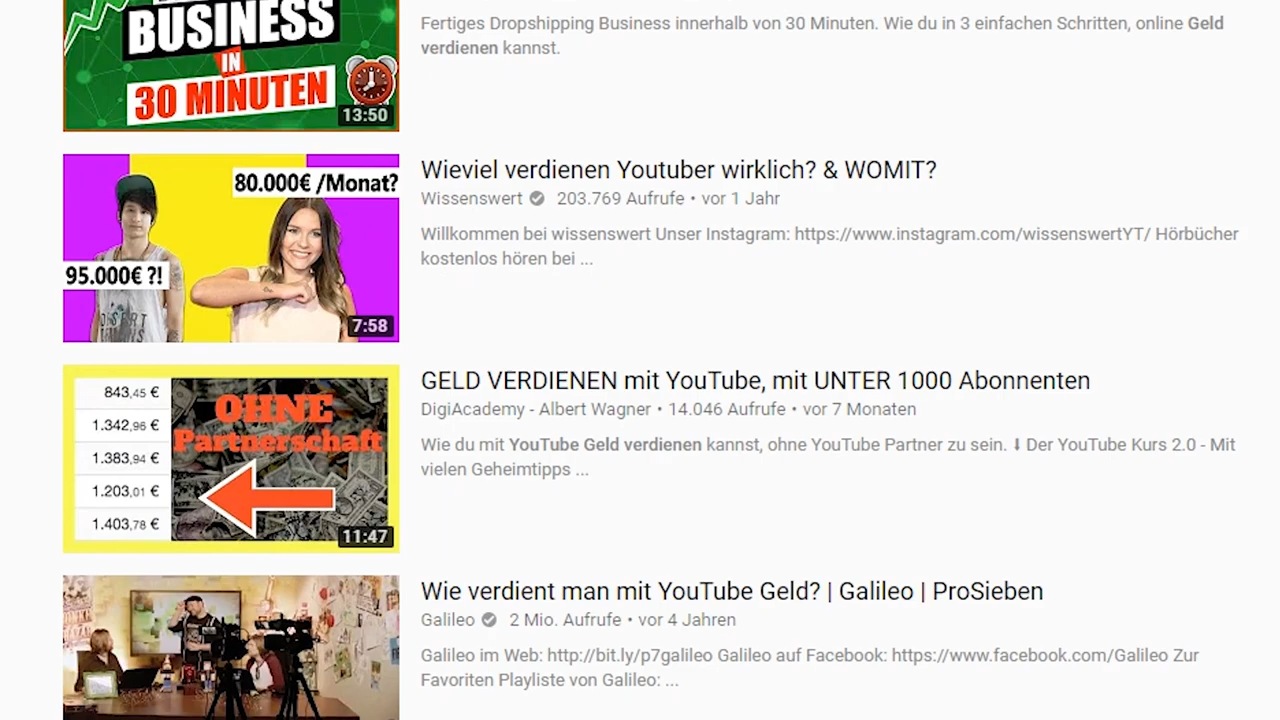 BUSINESS
IN
30 MINUTEN
13:50
Fertiges Dropshipping Business innerhalb von 30 Minuten. Wie du in 3 einfachen Schritten, online Geld
verdienen kannst.
80.000€ /Monat?
95.000€ ?!
7:58
Wieviel verdienen Youtuber wirklich? & WOMIT?
Wissenswert 203.769 Aufrufe • vor 1 Jahr
Willkommen bei wissenswert Unser Instagram: https://www.instagram.com/wissenswertYT/ Hörbücher
kostenlos hören bei ...
843,45 €
1.342,96 €
1.383,94 €
1.203,01 €
1.403,78 €
OHNE
Partnerschaft
11:47
GELD VERDIENEN mit YouTube, mit UNTER 1000 Abonnenten
DigiAcademy - Albert Wagner • 14.046 Aufrufe • vor 7 Monaten
Wie du mit YouTube Geld verdienen kannst, ohne YouTube Partner zu sein. ⬇ Der YouTube Kurs 2.0 - Mit
vielen Geheimtipps ...
Wie verdient man mit YouTube Geld? | Galileo | ProSieben
Galileo 2 Mio. Aufrufe • vor 4 Jahren
Galileo im Web: http://bit.ly/p7galileo Galileo auf Facebook: https://www.facebook.com/Galileo Zur
Favoriten Playliste von Galileo: ...